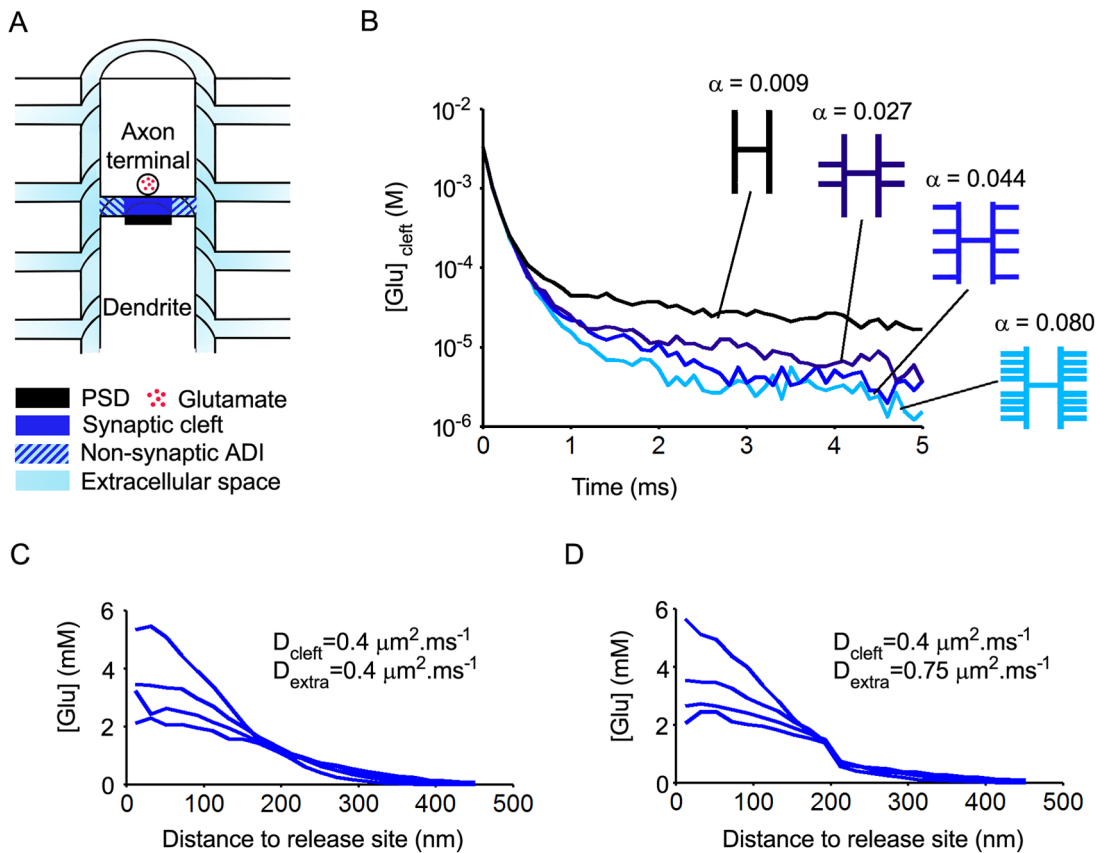 A
Axon
terminal
Dendrite
PSD
Glutamate
Synaptic cleft
Non-synaptic ADI
Extracellular space
B
α = 0.009
α = 0.027
α = 0.044
α = 0.080
[Glu] cleft (M)
10-2
10-3
10-4
10-5
10-6
0 1 2 3 4 5
Time (ms)
C
[Glu] (mM)
6
4
2
0
Dcleft=0.4 μm2.ms-1
Dextra=0.4 μm2.ms-1
0 100 200 300 400 500
Distance to release site (nm)
D
[Glu] (mM)
6
4
2
0
Dcleft=0.4 μm2.ms-1
Dextra=0.75 μm2.ms-1
0 100 200 300 400 500
Distance to release site (nm)